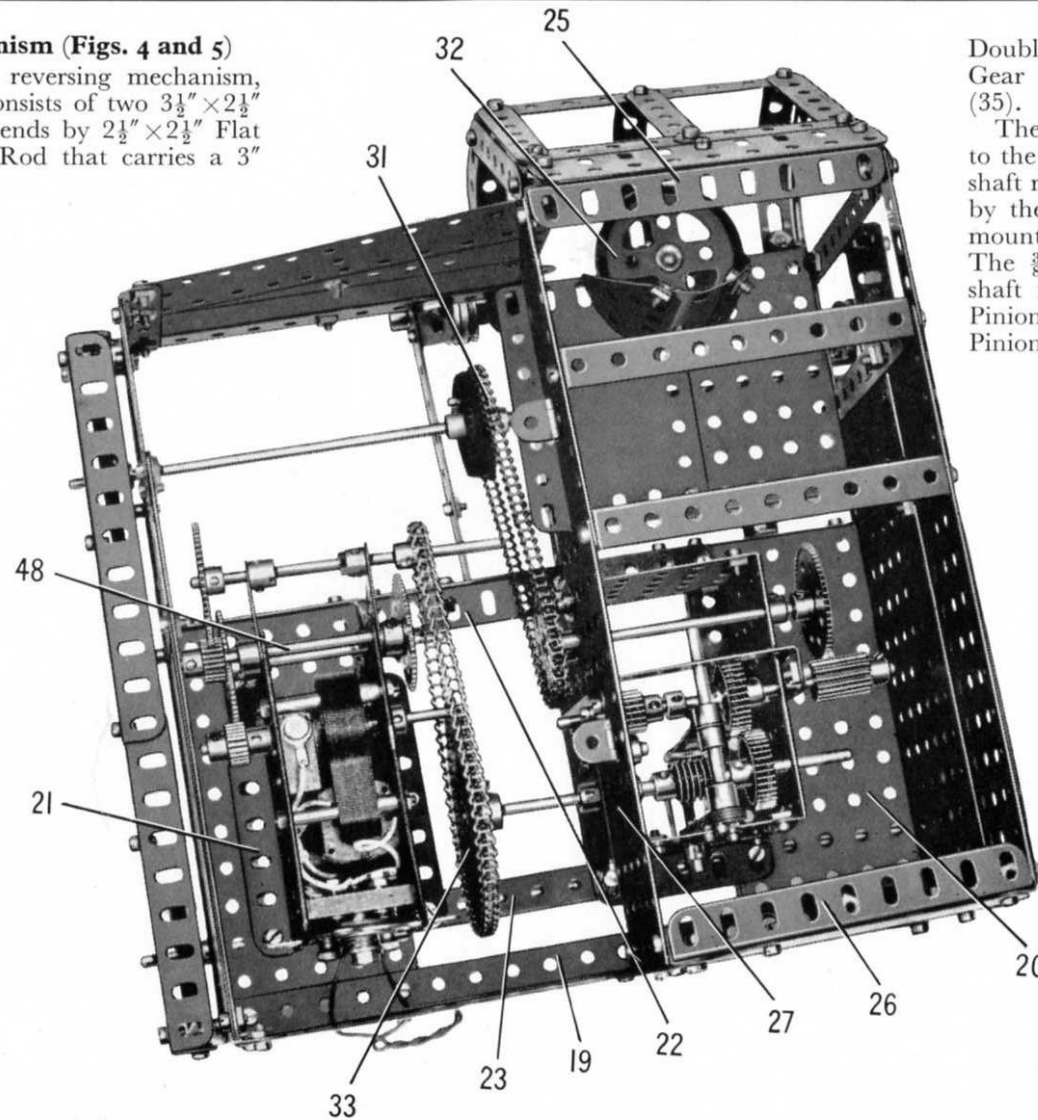 nism (Figs. 4 and 5)
reversing mechanism,
onsists of two 3½″ × 2½″
ends by 2½″ × 2½″ Flat
Rod that carries a 3″
Doubl
Gear
(35).
The
to the
shaft r
by the
mount
The ¾
shaft
Pinion
Pinion
25
32
31
48
21
33
23
19
22
27
26
20